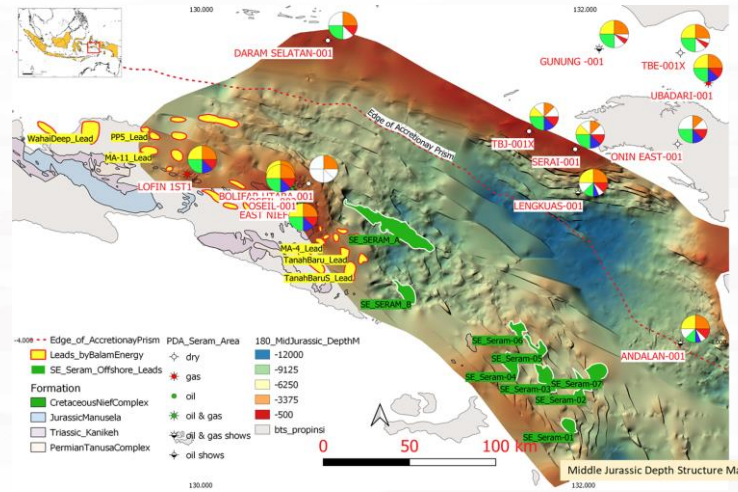 130.000
132.000
DARAM SELATAN-001
GUNUNG -001
TBE-001X
UBADARI-001
Edge of Accretionay Prism
WahaiDeep_Lead
PP5_Lead
MA-11_Lead
TBJ-001X
SERAI-001
ONIN EAST-001
LOFIN 1ST1
BOLIFAR UTARA-001
OSEIL-001
EAST NIEF
LENGKUAS-001
SE_SERAM_A
MA-4_Lead
TanahBaru_Lead
TanahBaruS_Lead
SE_SERAM_B
-4.000
Edge_of_AccretionayPrism
Leads_byBalamEnergy
SE_Seram_Offshore_Leads
Formation
CretaceousNiefComplex
JurassicManusela
Triassic_Kanikeh
PermianTanusaComplex
PDA_Seram_Area
dry
gas
oil
oil & gas
oil & gas shows
oil shows
180_MidJurassic_DepthM
-12000
-9125
-6250
-3375
-500
bts_propinsi
SE_Seram-06
SE_Seram-05
SE_Seram-04
SE_Seram-03
SE_Seram-07
SE_Seram-02
SE_Seram-01
ANDALAN-001
0 50 100 km
Middle Jurassic Depth Structure Ma
130.000
132.000